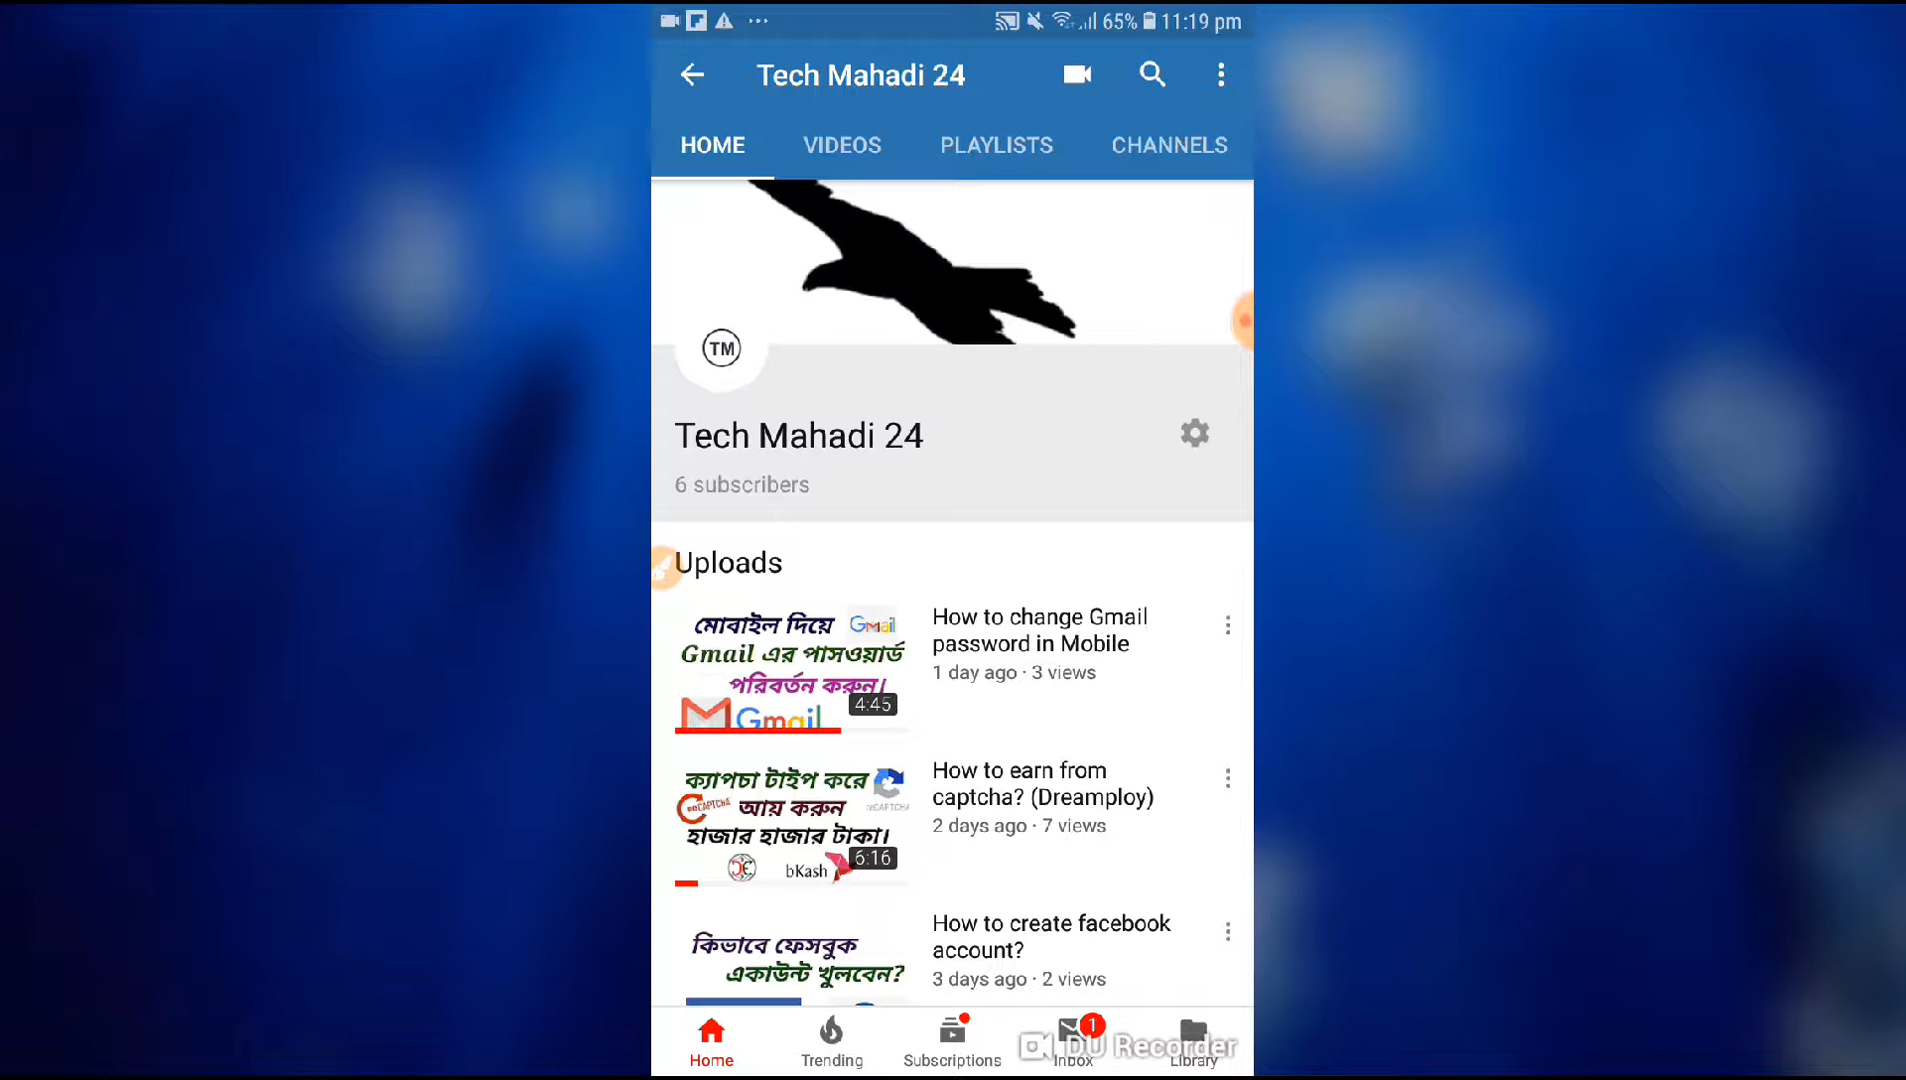 65% 11:19 pm
Tech Mahadi 24
HOME VIDEOS PLAYLISTS CHANNELS
TM
Tech Mahadi 24
6 subscribers
Uploads
মোবাইল দিয়ে Gmail
Gmail এর পাসওয়ার্ড
পরিবর্তন করুন।
Gmail
4:45
How to change Gmail
password in Mobile
1 day ago · 3 views
ক্যাপচা টাইপ করে
reCAPTCHA আয় করুন reCAPTCHA
হাজার হাজার টাকা।
bKash
6:16
How to earn from
captcha? (Dreamploy)
2 days ago · 7 views
কিভাবে ফেসবুক
একাউন্ট খুলবেন?
How to create facebook
account?
3 days ago · 2 views
Home Trending Subscriptions Inbox 1 Library
DU Recorder